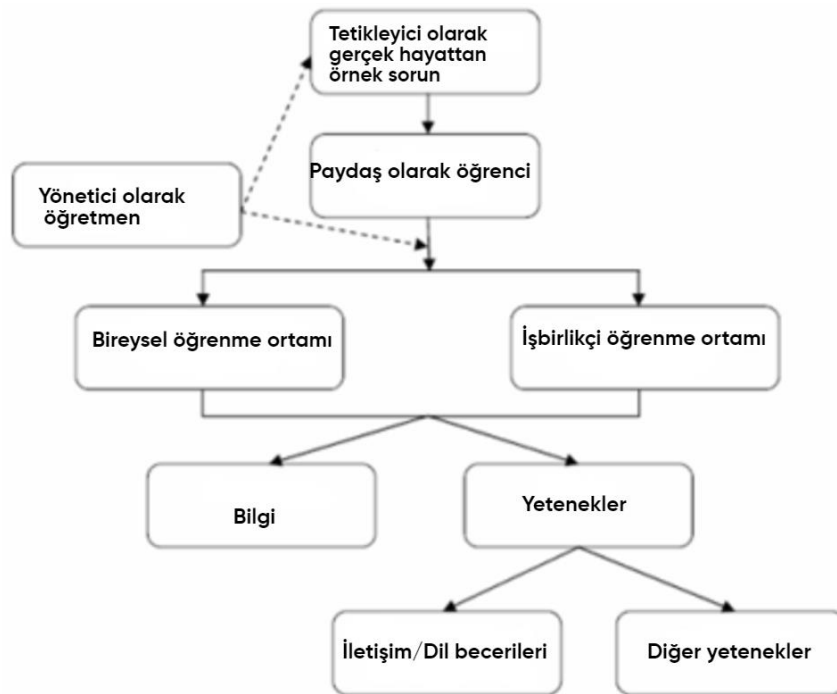 Tetikleyici olarak
gerçek hayattan
örnek sorun
Paydaş olarak öğrenci
Yönetici olarak
öğretmen
Bireysel öğrenme ortamı
İşbirlikçi öğrenme ortamı
Bilgi
Yetenekler
İletişim/Dil becerileri
Diğer yetenekler